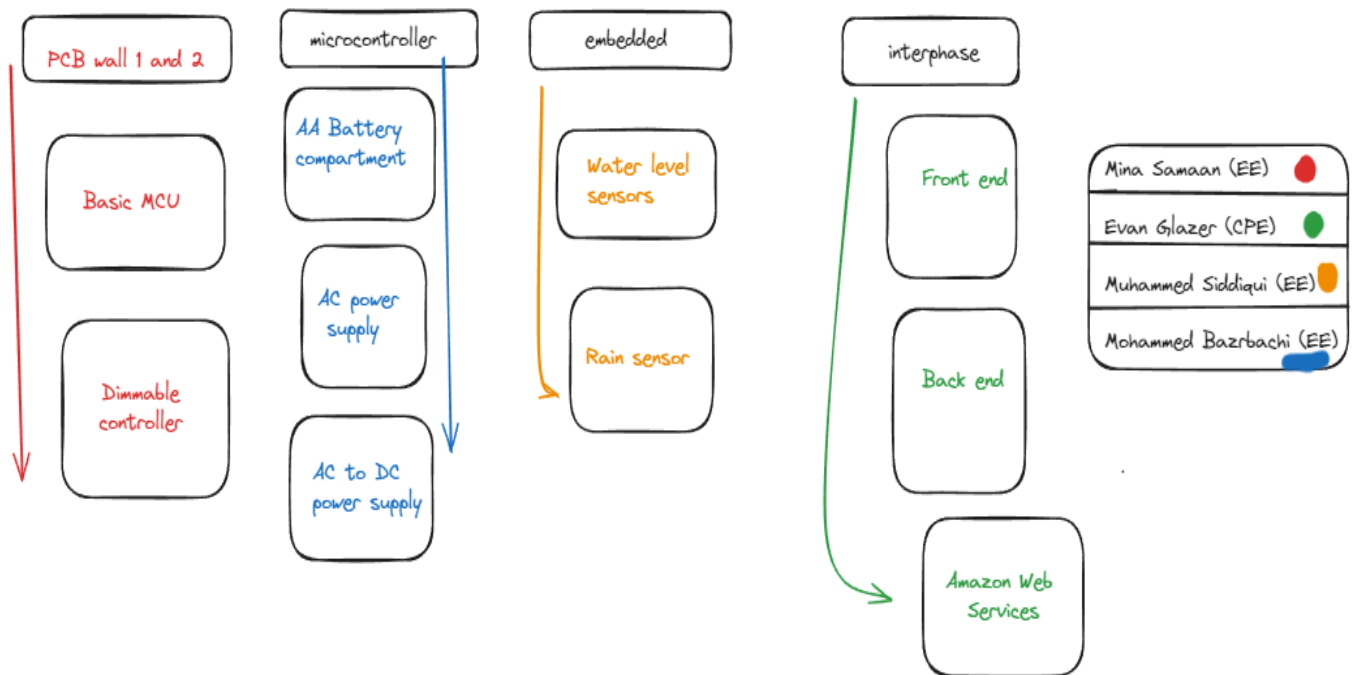 PCB wall 1 and 2
Basic MCU
Dimmable
controller
microcontroller
AA Battery
compartment
AC power
supply
AC to DC
power supply
embedded
Water level
sensors
Rain sensor
interphase
Front end
Back end
Amazon Web
Services
Mina Samaan (EE)
Evan Glazer (CPE)
Muhammed Siddiqui (EE)
Mohammed Bazrbachi (EE)